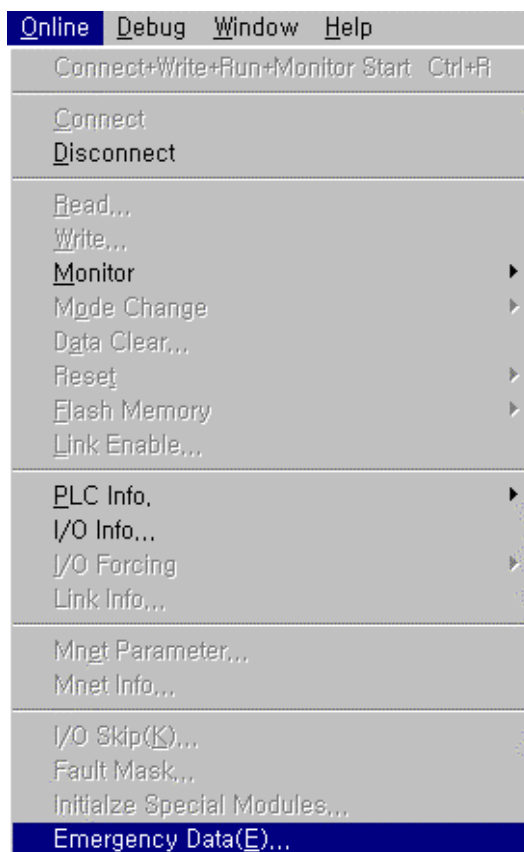 Online Debug Window Help
Connect+Write+Run+Monitor Start Ctrl+R
Connect
Disconnect
Read...
Write...
Monitor
Mode Change
Data Clear...
Reset
Flash Memory
Link Enable...
PLC Info.
I/O Info...
I/O Forcing
Link Info...
Mnet Parameter...
Mnet Info...
I/O Skip(K)...
Fault Mask...
Initialze Special Modules...
Emergency Data(E)...